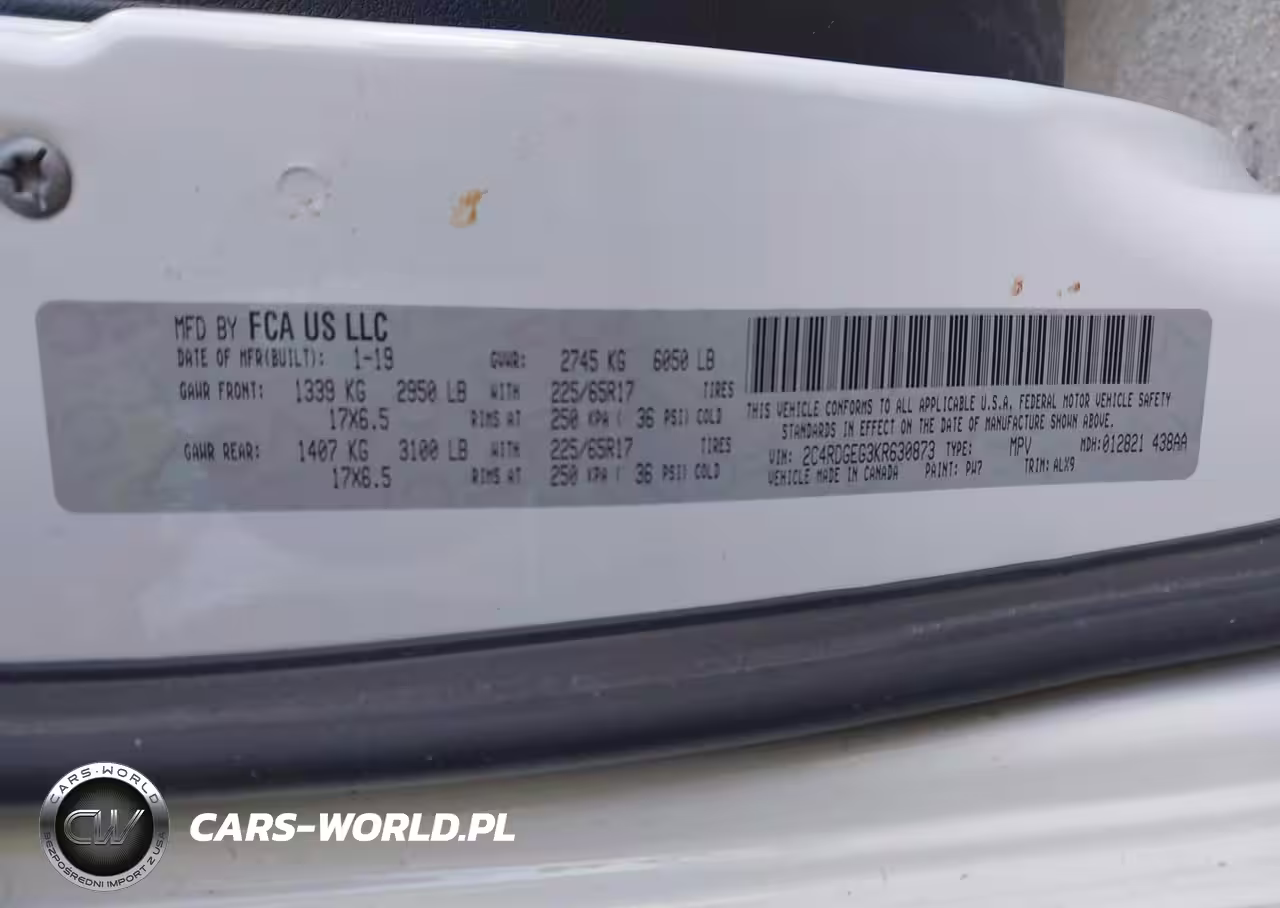 MFD BY FCA US LLC
DATE OF MFR(BUILT): 1-19 GVWR: 2745 KG 6050 LB
GAWR FRONT: 1339 KG 2950 LB WITH 225/65R17 TIRES
17X6.5 RIMS AT 250 KPA ( 36 PSI) COLD
GAWR REAR: 1407 KG 3100 LB WITH 225/65R17 TIRES
17X6.5 RIMS AT 250 KPA ( 36 PSI) COLD
THIS VEHICLE CONFORMS TO ALL APPLICABLE U.S.A. FEDERAL MOTOR VEHICLE SAFETY
STANDARDS IN EFFECT ON THE DATE OF MANUFACTURE SHOWN ABOVE.
VIN: 2C4RDGEG3KR630873 TYPE: MPV MDH:012821 438AA
VEHICLE MADE IN CANADA PAINT: PW7 TRIM: ALX9
CARS-WORLD
CW
BEZPOŚREDNI IMPORT Z USA
CARS-WORLD.PL